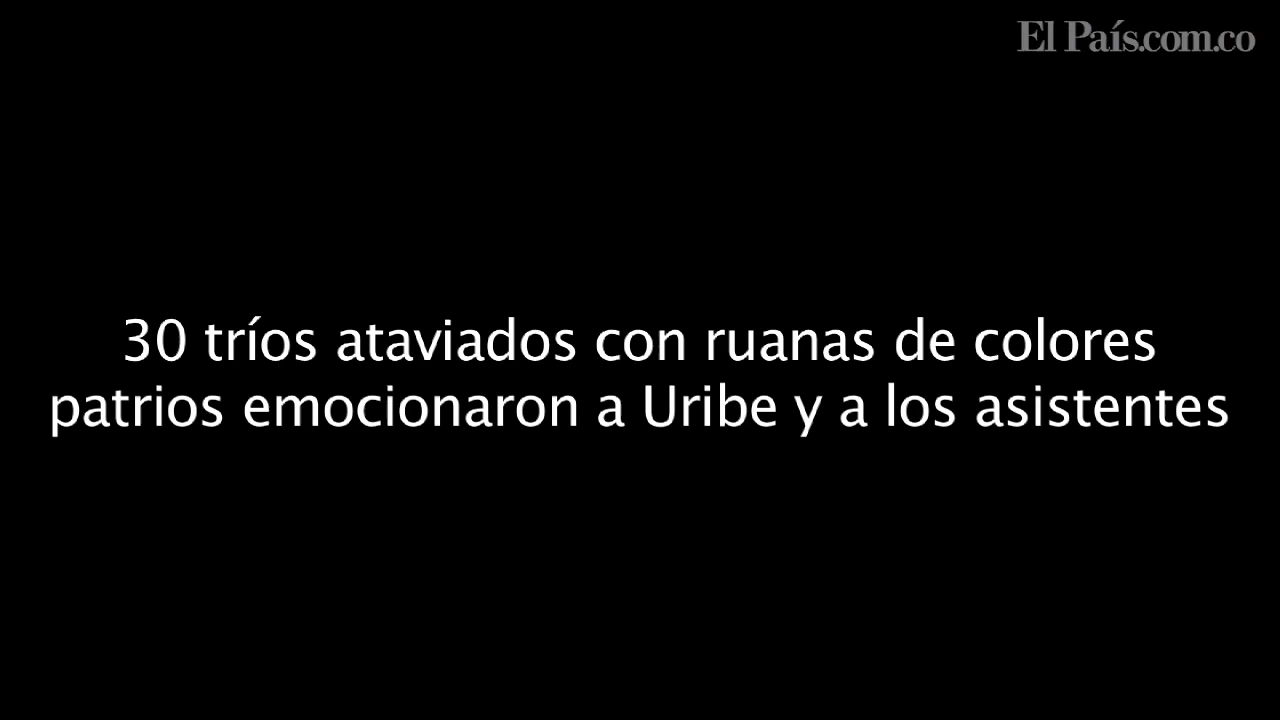 El País.com.co
30 tríos ataviados con ruanas de colores
patrios emocionaron a Uribe y a los asistentes